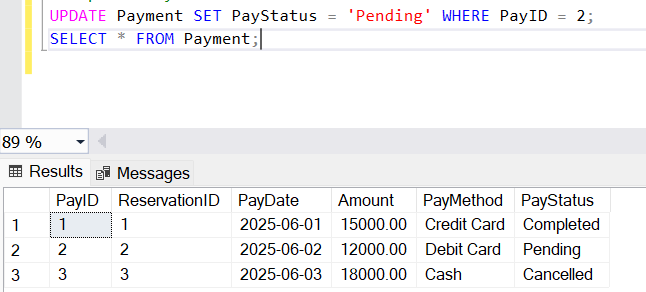 UPDATE Payment SET PayStatus = 'Pending' WHERE PayID = 2;
SELECT * FROM Payment;
89 %
Results Messages
PayID ReservationID PayDate Amount PayMethod PayStatus
1 1 1 2025-06-01 15000.00 Credit Card Completed
2 2 2 2025-06-02 12000.00 Debit Card Pending
3 3 3 2025-06-03 18000.00 Cash Cancelled